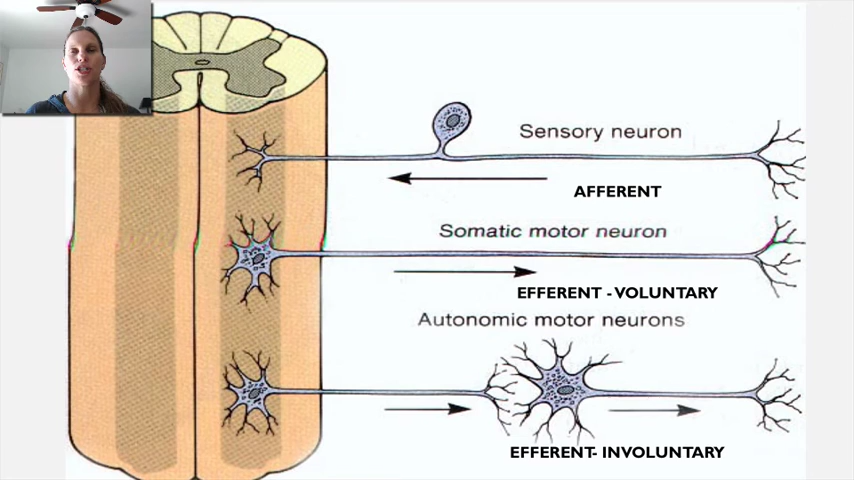 Sensory neuron
AFFERENT
Somatic motor neuron
EFFERENT - VOLUNTARY
Autonomic motor neurons
EFFERENT- INVOLUNTARY